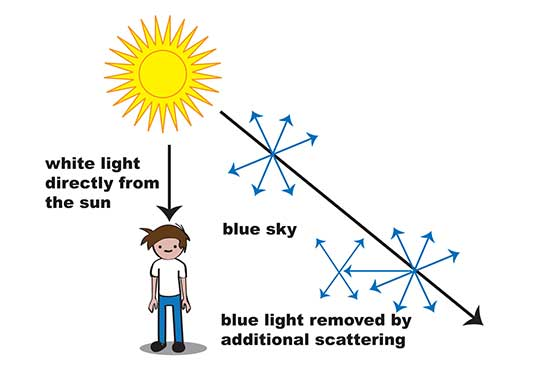 white light
directly from
the sun
blue sky
blue light removed by
additional scattering